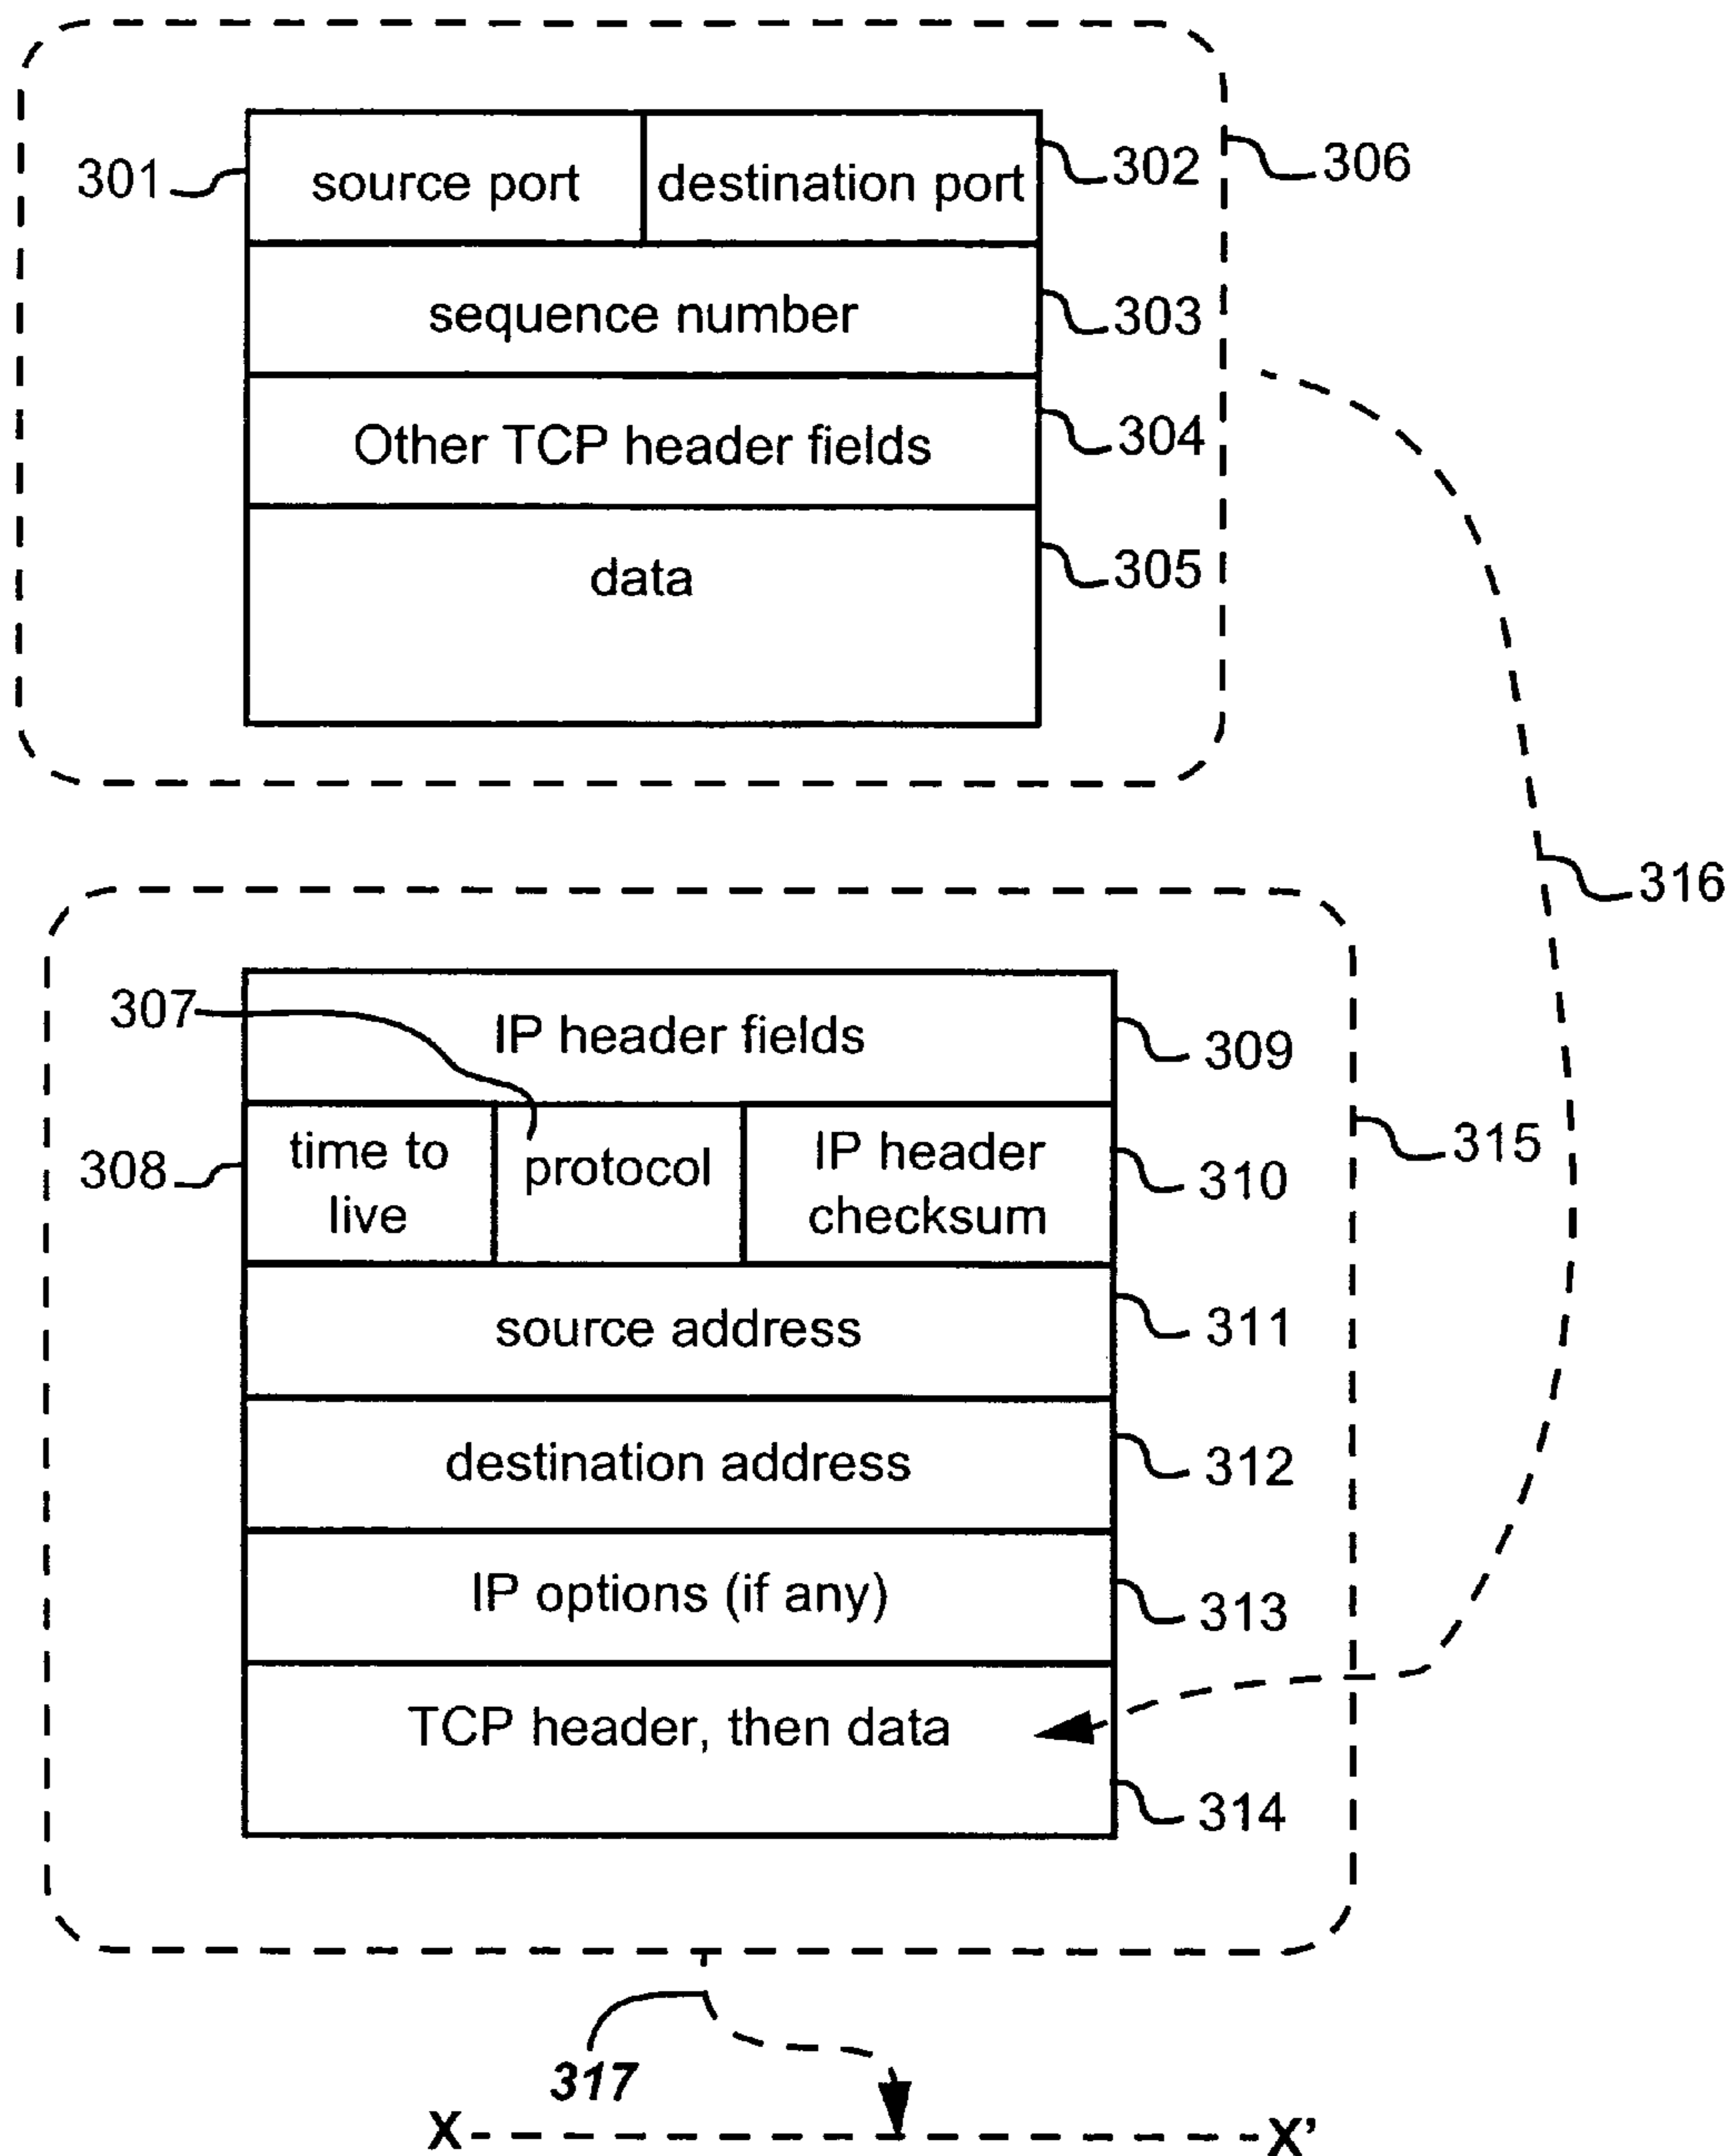 301
source port
destination port
302
306
sequence number
303
Other TCP header fields
304
data
305
316
307
IP header fields
309
308
time to
live
protocol
IP header
checksum
310
315
source address
311
destination address
312
IP options (if any)
313
TCP header, then data
314
317
X
X’